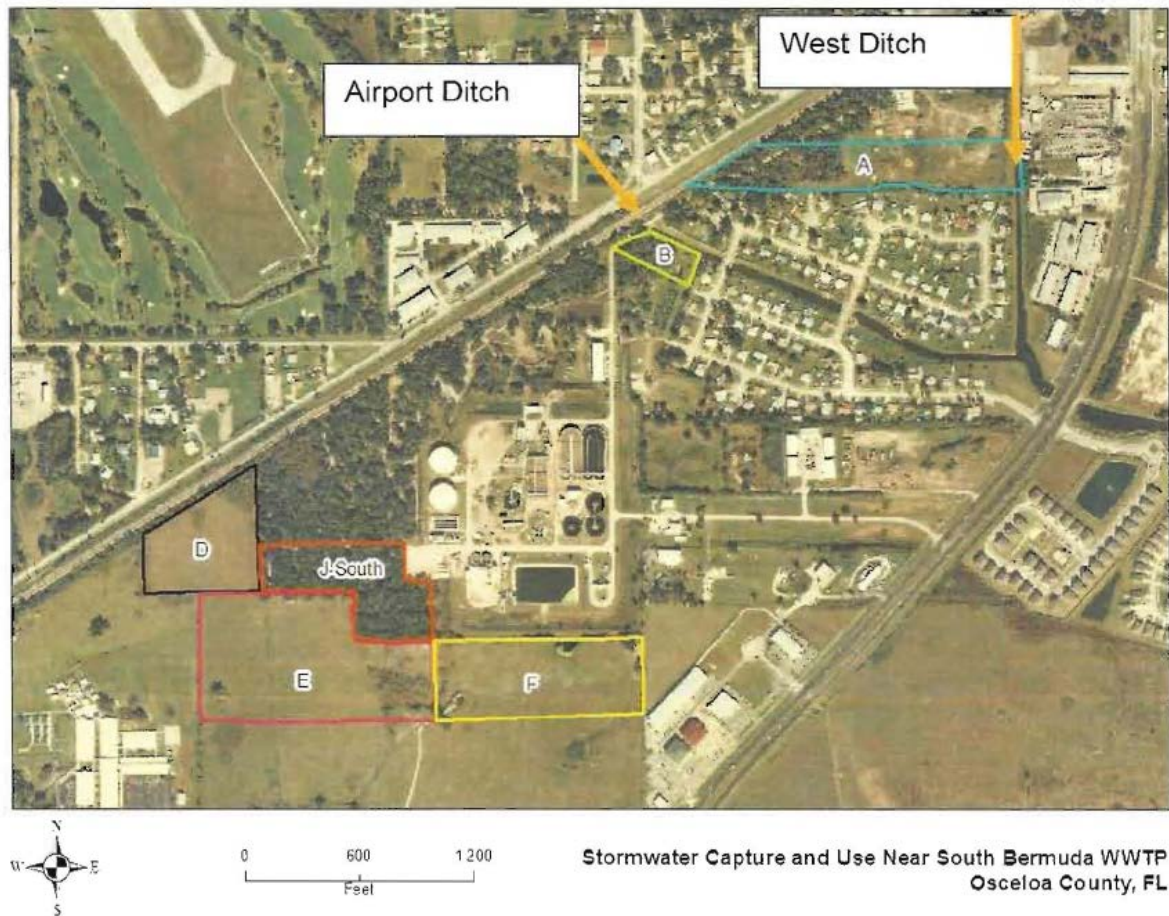 West Ditch
Airport Ditch
A
B
D
J-South
E
F
N
W
E
S
0
600
1200
Feet
Stormwater Capture and Use Near South Bermuda WWTP
Osceloa County, FL